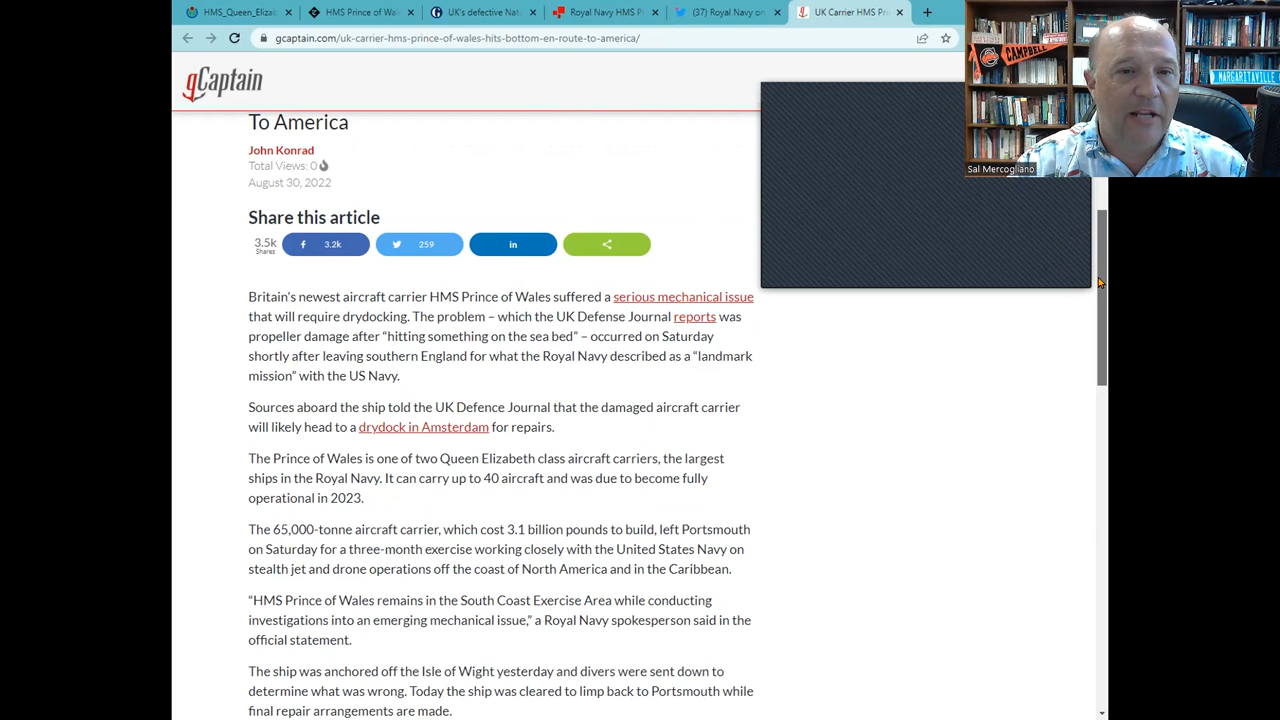 HMS_Queen_Elizab
HMS Prince of Wal
UK's defective Nat
Royal Navy HMS P
(37) Royal Navy on
UK Carrier HMS Pri
gcaptain.com/uk-carrier-hms-prince-of-wales-hits-bottom-en-route-to-america/
CAMPBELL
MARGARITAVILLE
Sal Mercogliano
gCaptain
To America
John Konrad
Total Views: 0
August 30, 2022
Share this article
3.5k
Shares
3.2k
259
in
Britain's newest aircraft carrier HMS Prince of Wales suffered a serious mechanical issue
that will require drydocking. The problem – which the UK Defense Journal reports was
propeller damage after “hitting something on the sea bed” – occurred on Saturday
shortly after leaving southern England for what the Royal Navy described as a “landmark
mission” with the US Navy.
Sources aboard the ship told the UK Defence Journal that the damaged aircraft carrier
will likely head to a drydock in Amsterdam for repairs.
The Prince of Wales is one of two Queen Elizabeth class aircraft carriers, the largest
ships in the Royal Navy. It can carry up to 40 aircraft and was due to become fully
operational in 2023.
The 65,000-tonne aircraft carrier, which cost 3.1 billion pounds to build, left Portsmouth
on Saturday for a three-month exercise working closely with the United States Navy on
stealth jet and drone operations off the coast of North America and in the Caribbean.
“HMS Prince of Wales remains in the South Coast Exercise Area while conducting
investigations into an emerging mechanical issue,” a Royal Navy spokesperson said in the
official statement.
The ship was anchored off the Isle of Wight yesterday and divers were sent down to
determine what was wrong. Today the ship was cleared to limp back to Portsmouth while
final repair arrangements are made.